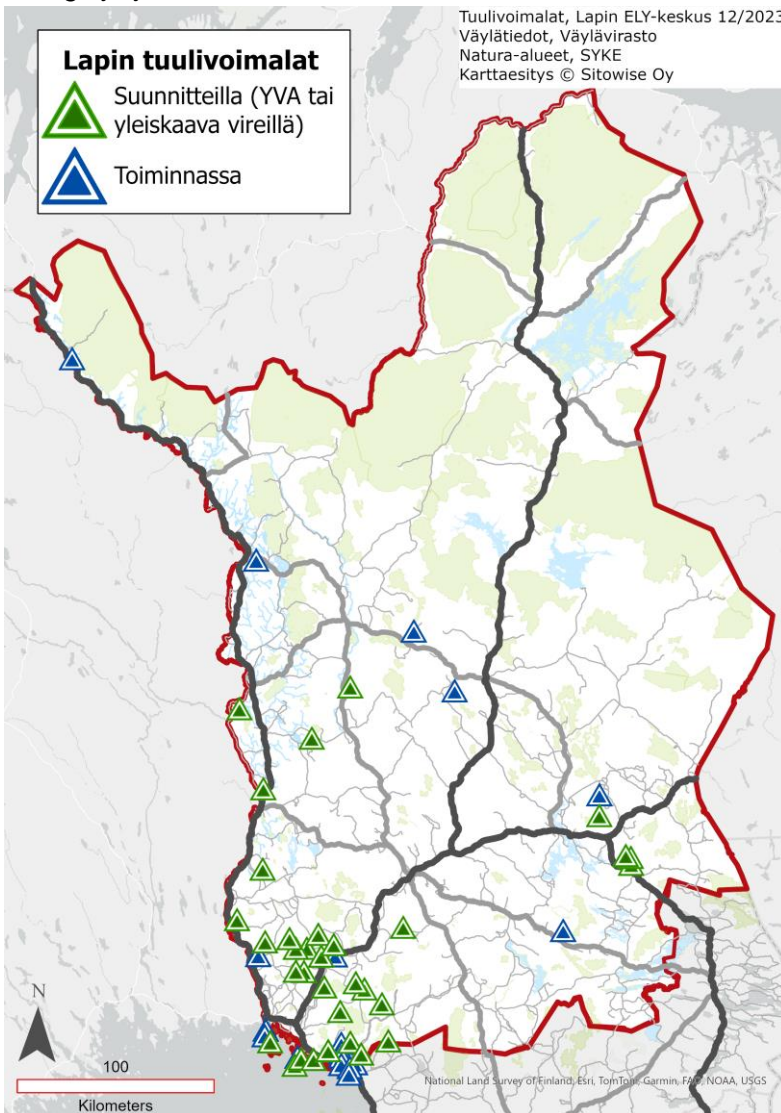 Tuulivoimalat, Lapin ELY-keskus 12/2023
Väylätiedot, Väylävirasto
Natura-alueet, SYKE
Karttaesitys © Sitowise Oy
Lapin tuulivoimalat
Suunnitteilla (YVA tai
yleiskaava vireillä)
Toiminnassa
N
100
Kilometers
National Land Survey of Finland, Esri, TomTom, Garmin, FAO, NOAA, USGS